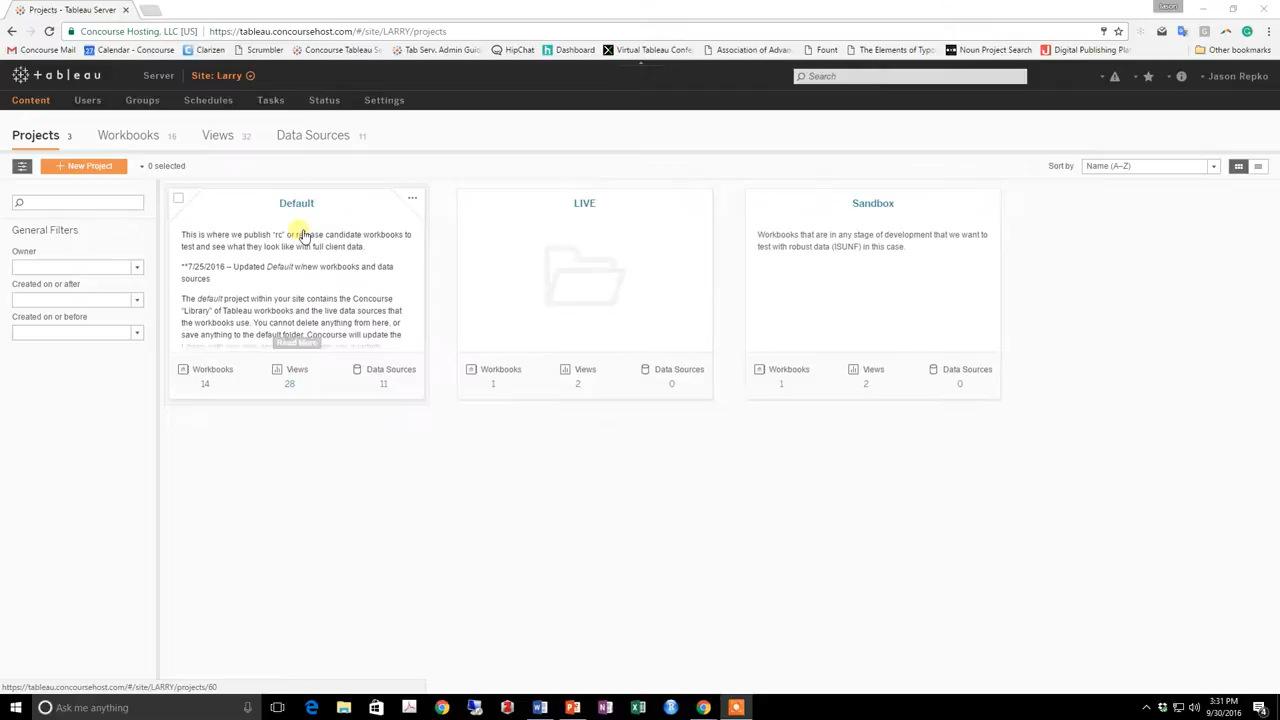 Projects - Tableau Server
Jason
Concourse Hosting, LLC [US] https://tableau.concoursehost.com/#/site/LARRY/projects
Concourse Mail Calendar - Concourse Clarizen Scrumbler Concourse Tableau Se Tab Serv. Admin Guid HipChat Dashboard Virtual Tableau Confe Association of Advan Fount The Elements of Typo Noun Project Search Digital Publishing Pla Other bookmarks
+tableau Server Site: Larry Search Jason Repko
Content Users Groups Schedules Tasks Status Settings
Projects 3 Workbooks 16 Views 32 Data Sources 11
+ New Project 0 selected Sort by Name (A–Z)
General Filters
Owner
Created on or after
Created on or before
Default
This is where we publish "rc" or release candidate workbooks to
test and see what they look like with full client data.
**7/25/2016 – Updated Default w/new workbooks and data
sources
The default project within your site contains the Concourse
"Library" of Tableau workbooks and the live data sources that
the workbooks use. You cannot delete anything from here, or
save anything to the default folder. Concourse will update the
Read More
Workbooks Views Data Sources
14 28 11
LIVE
Workbooks Views Data Sources
1 2 0
Sandbox
Workbooks that are in any stage of development that we want to
test with robust data (ISUNF) in this case.
Workbooks Views Data Sources
1 2 0
https://tableau.concoursehost.com/#/site/LARRY/projects/60
Ask me anything
3:31 PM
9/30/2016